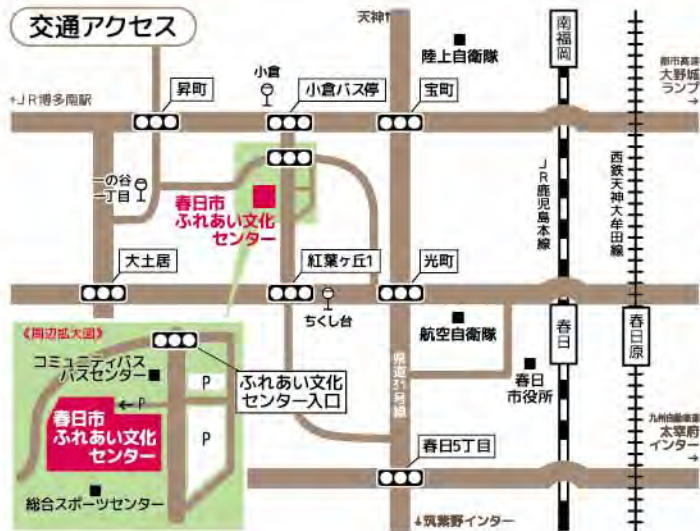 交通アクセス
天神↑
陸上自衛隊
南福岡
都市高速
大野城
ランプ
→
←JR博多南駅
昇町
小倉
小倉バス停
宝町
一の谷
一丁目
春日市
ふれあい文化
センター
JR鹿児島本線
西鉄天神大牟田線
大土居
紅葉ヶ丘1
光町
ちくし台
航空自衛隊
春日
春日原
県道31号線
春日
市役所
《周辺拡大図》
コミュニティバス
バスセンター
P
ふれあい文化
センター入口
←P
春日市
ふれあい文化
センター
P
総合スポーツセンター
春日5丁目
九州自動車道
太宰府
インター
→
↓筑紫野インター